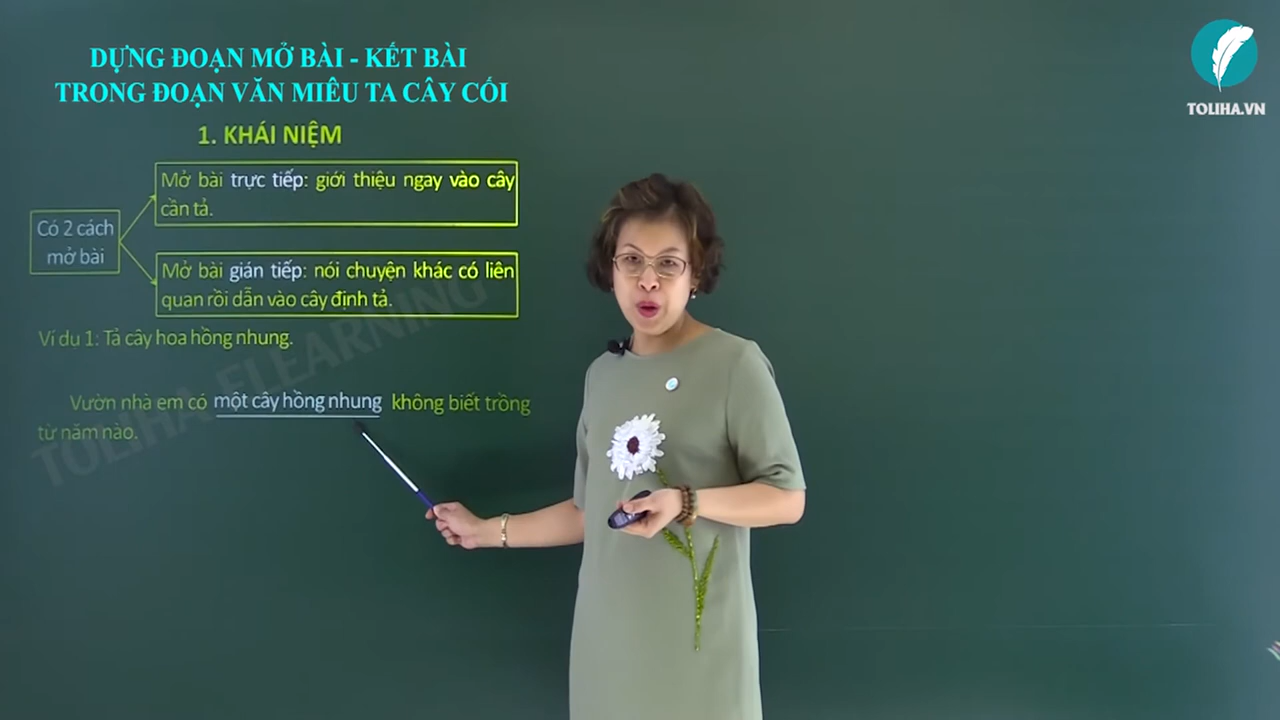 DỰNG ĐOẠN MỞ BÀI - KẾT BÀI
TRONG ĐOẠN VĂN MIÊU TA CÂY CỐI
TOLIHA.VN
1. KHÁI NIỆM
Mở bài trực tiếp: giới thiệu ngay vào cây
cần tả.
Có 2 cách
mở bài
Mở bài gián tiếp: nói chuyện khác có liên
quan rồi dẫn vào cây định tả.
Ví dụ 1: Tả cây hoa hồng nhung.
Vườn nhà em có một cây hồng nhung không biết trồng
từ năm nào.
TOLIHA ELEARNING